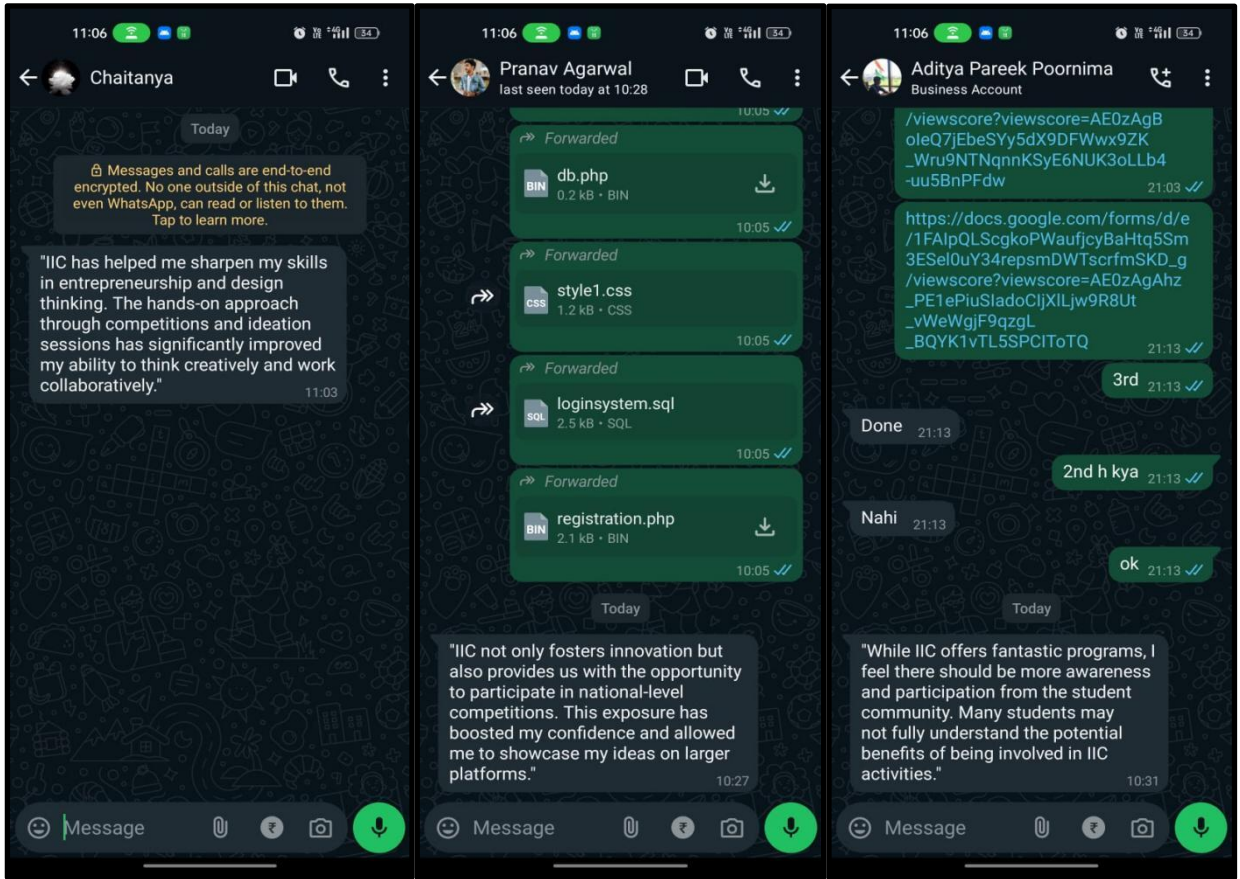 11:06
34
Chaitanya
Today
Messages and calls are end-to-end
encrypted. No one outside of this chat, not
even WhatsApp, can read or listen to them.
Tap to learn more.
"IIC has helped me sharpen my skills
in entrepreneurship and design
thinking. The hands-on approach
through competitions and ideation
sessions has significantly improved
my ability to think creatively and work
collaboratively."
11:03
Message
11:06
34
Pranav Agarwal
last seen today at 10:28
10:05
Forwarded
BIN
db.php
0.2 kB • BIN
10:05
Forwarded
CSS
style1.css
1.2 kB • CSS
10:05
Forwarded
SQL
loginsystem.sql
2.5 kB • SQL
10:05
Forwarded
BIN
registration.php
2.1 kB • BIN
10:05
Today
"IIC not only fosters innovation but
also provides us with the opportunity
to participate in national-level
competitions. This exposure has
boosted my confidence and allowed
me to showcase my ideas on larger
platforms."
10:27
Message
11:06
34
Aditya Pareek Poornima
Business Account
/viewscore?viewscore=AE0zAgB
oleQ7jEbeSYy5dX9DFWwx9ZK
_Wru9NTNqnnKSyE6NUK3oLLb4
-uu5BnPFdw
21:03
https://docs.google.com/forms/d/e
/1FAIpQLScgkoPWaufjcyBaHtq5Sm
3ESel0uY34repsmDWTscrfmSKD_g
/viewscore?viewscore=AE0zAgAhz
_PE1ePiuSladoCIjXlLjw9R8Ut
_vWeWgjF9qzgL
_BQYK1vTL5SPCIToTQ
21:13
3rd 21:13
Done 21:13
2nd h kya 21:13
Nahi 21:13
ok 21:13
Today
"While IIC offers fantastic programs, I
feel there should be more awareness
and participation from the student
community. Many students may
not fully understand the potential
benefits of being involved in IIC
activities."
10:31
Message